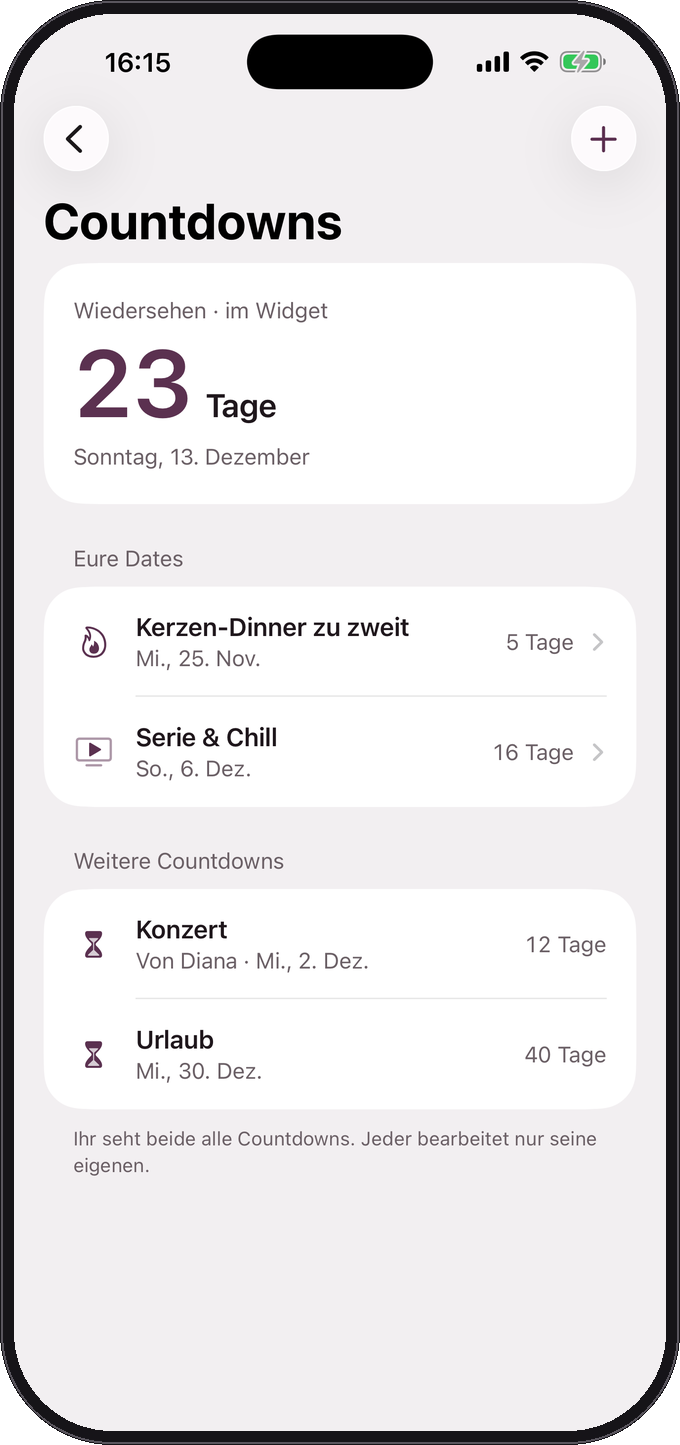 16:15
Countdowns
Wiedersehen · im Widget
23 Tage
Sonntag, 13. Dezember
Eure Dates
Kerzen-Dinner zu zweit
Mi., 25. Nov.
5 Tage
Serie & Chill
So., 6. Dez.
16 Tage
Weitere Countdowns
Konzert
Von Diana · Mi., 2. Dez.
12 Tage
Urlaub
Mi., 30. Dez.
40 Tage
Ihr seht beide alle Countdowns. Jeder bearbeitet nur seine
eigenen.